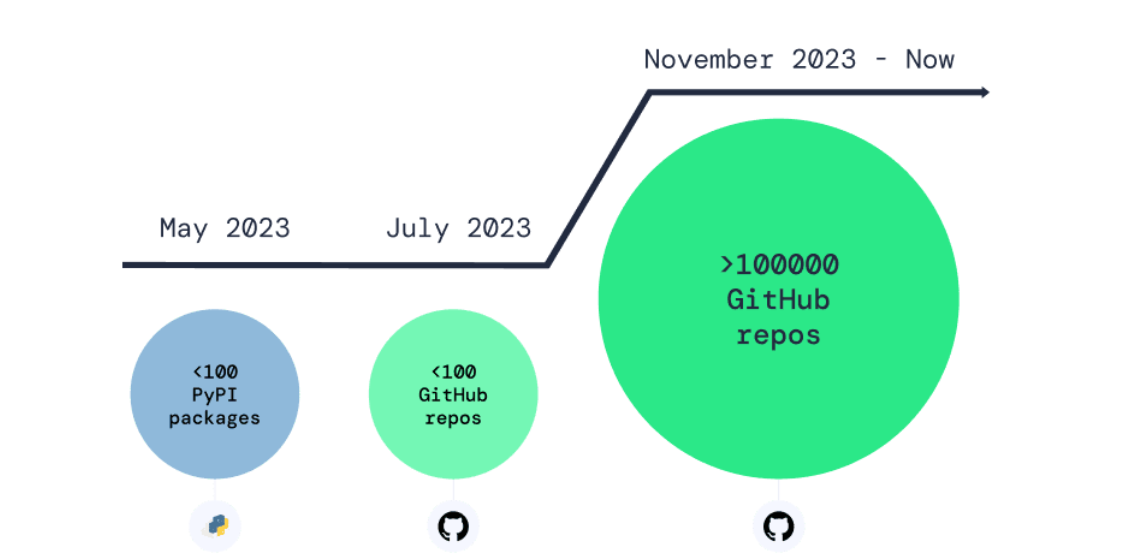 November 2023 - Now
May 2023
July 2023
>100000
GitHub
repos
<100
PyPI
packages
<100
GitHub
repos